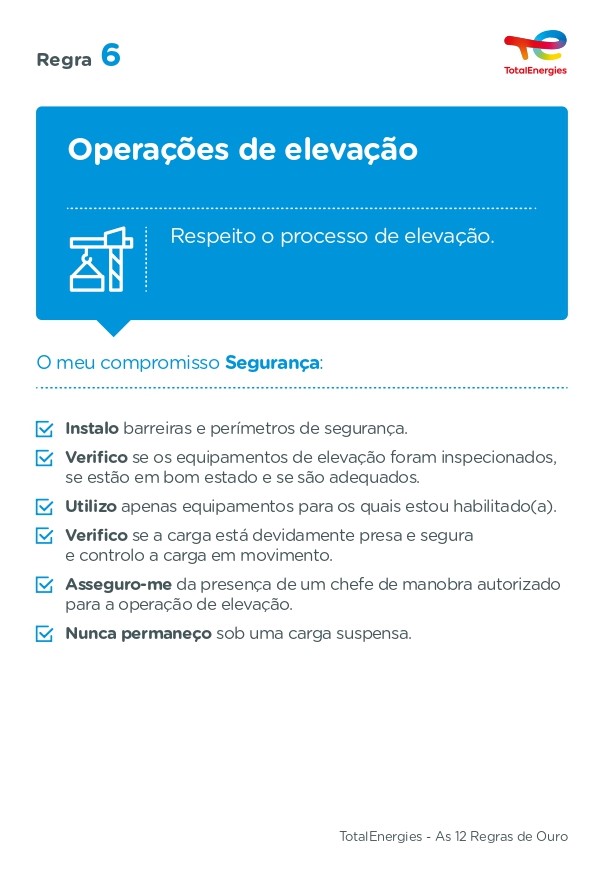 Regra 6
TotalEnergies
Operações de elevação
Respeito o processo de elevação.
O meu compromisso Segurança:
Instalo barreiras e perímetros de segurança.
Verifico se os equipamentos de elevação foram inspecionados,
se estão em bom estado e se são adequados.
Utilizo apenas equipamentos para os quais estou habilitado(a).
Verifico se a carga está devidamente presa e segura
e controlo a carga em movimento.
Asseguro-me da presença de um chefe de manobra autorizado
para a operação de elevação.
Nunca permaneço sob uma carga suspensa.
TotalEnergies - As 12 Regras de Ouro